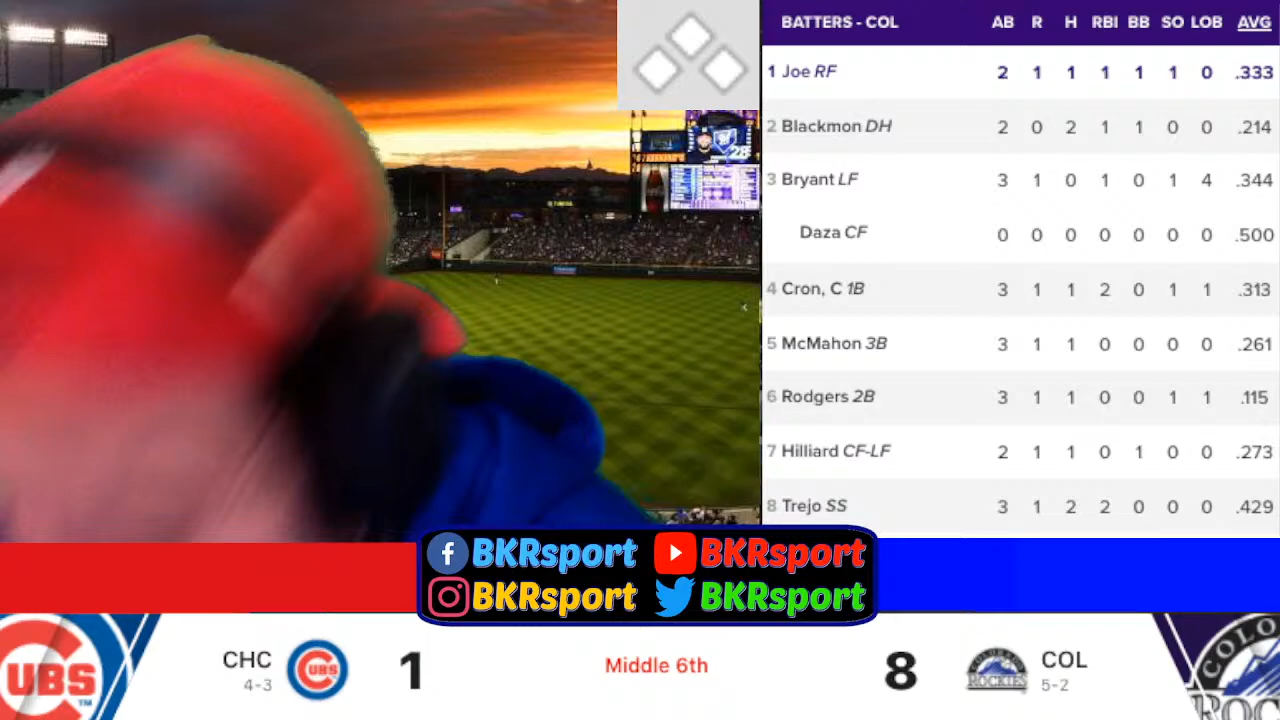 BATTERS - COL AB R H RBI BB SO LOB AVG
1 Joe RF 2 1 1 1 1 1 0 .333
2 Blackmon DH 2 0 2 1 1 0 0 .214
3 Bryant LF 3 1 0 1 0 1 4 .344
Daza CF 0 0 0 0 0 0 0 .500
4 Cron, C 1B 3 1 1 2 0 1 1 .313
5 McMahon 3B 3 1 1 0 0 0 0 .261
6 Rodgers 2B 3 1 1 0 0 1 1 .115
7 Hilliard CF-LF 2 1 1 0 1 0 0 .273
8 Trejo SS 3 1 2 2 0 0 0 .429
28
BKRsport BKRsport
BKRsport BKRsport
UBS TM
CHC
4-3
CUBS
1
Middle 6th
8
COLORADO
ROCKIES
COL
5-2
COLO
ROC